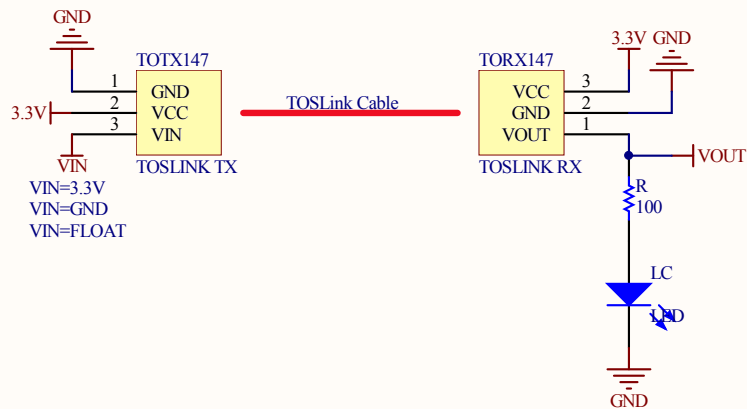 GND
TOTX147
1
GND
3.3V
2
VCC
3
VIN
VIN
TOSLINK TX
VIN=3.3V
VIN=GND
VIN=FLOAT
TOSLink Cable
TORX147
3.3V
GND
VCC
3
GND
2
VOUT
1
TOSLINK RX
VOUT
R
100
LC
LED
GND